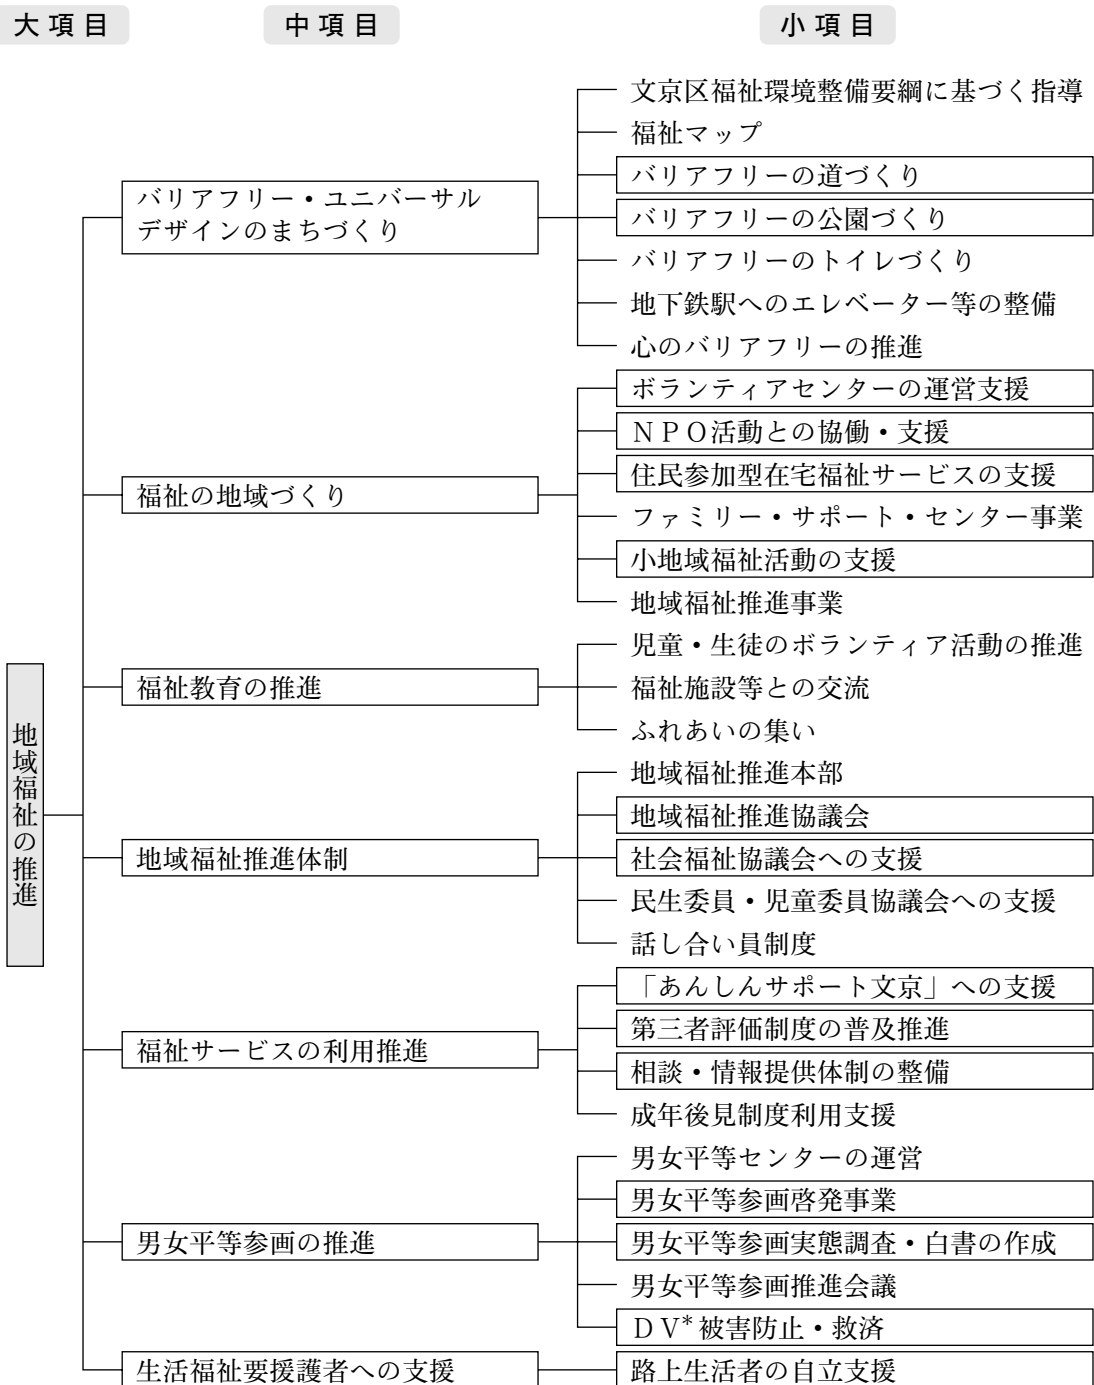 大項目
中項目
小項目
地域福祉の推進
バリアフリー・ユニバーサル
デザインのまちづくり
文京区福祉環境整備要綱に基づく指導
福祉マップ
バリアフリーの道づくり
バリアフリーの公園づくり
バリアフリーのトイレづくり
地下鉄駅へのエレベーター等の整備
心のバリアフリーの推進
福祉の地域づくり
ボランティアセンターの運営支援
ＮＰＯ活動との協働・支援
住民参加型在宅福祉サービスの支援
ファミリー・サポート・センター事業
小地域福祉活動の支援
地域福祉推進事業
福祉教育の推進
児童・生徒のボランティア活動の推進
福祉施設等との交流
ふれあいの集い
地域福祉推進体制
地域福祉推進本部
地域福祉推進協議会
社会福祉協議会への支援
民生委員・児童委員協議会への支援
話し合い員制度
福祉サービスの利用推進
「あんしんサポート文京」への支援
第三者評価制度の普及推進
相談・情報提供体制の整備
成年後見制度利用支援
男女平等参画の推進
男女平等センターの運営
男女平等参画啓発事業
男女平等参画実態調査・白書の作成
男女平等参画推進会議
ＤＶ*被害防止・救済
生活福祉要援護者への支援
路上生活者の自立支援